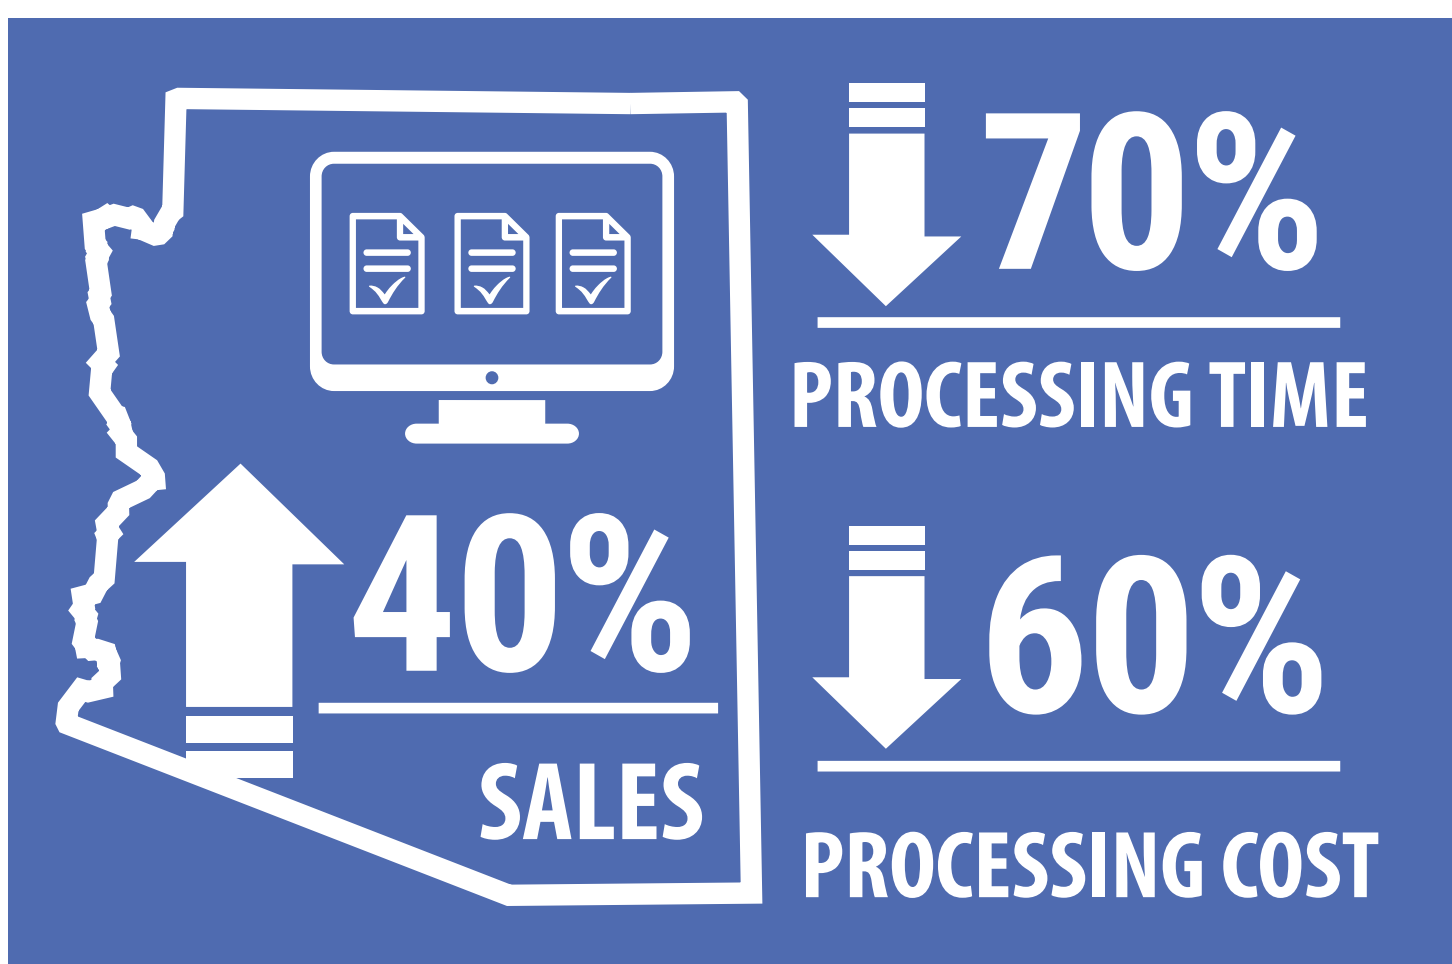 40%
SALES
70%
PROCESSING TIME
60%
PROCESSING COST